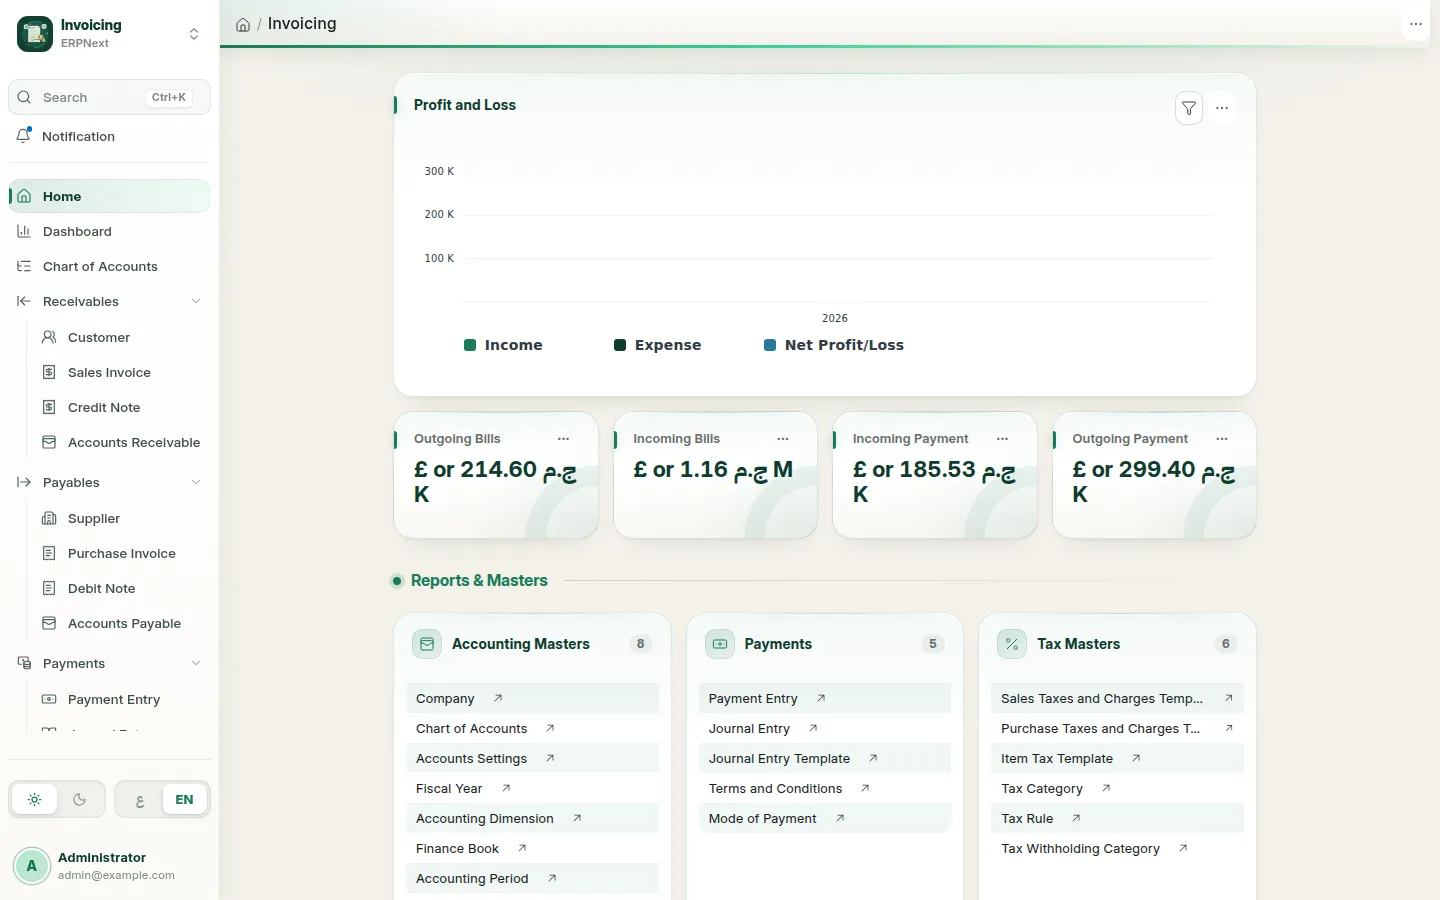 Invoicing
ERPNext
Search
Ctrl+K
Notification
Home
Dashboard
Chart of Accounts
Receivables
Customer
Sales Invoice
Credit Note
Accounts Receivable
Payables
Supplier
Purchase Invoice
Debit Note
Accounts Payable
Payments
Payment Entry
ع
EN
A
Administrator
admin@example.com
/ Invoicing
Profit and Loss
300 K
200 K
100 K
2026
Income
Expense
Net Profit/Loss
Outgoing Bills
£ or 214.60 ج.م
K
Incoming Bills
£ or 1.16 ج.م M
Incoming Payment
£ or 185.53 ج.م
K
Outgoing Payment
£ or 299.40 ج.م
K
Reports & Masters
Accounting Masters
8
Company
Chart of Accounts
Accounts Settings
Fiscal Year
Accounting Dimension
Finance Book
Accounting Period
Payments
5
Payment Entry
Journal Entry
Journal Entry Template
Terms and Conditions
Mode of Payment
Tax Masters
6
Sales Taxes and Charges Temp...
Purchase Taxes and Charges T...
Item Tax Template
Tax Category
Tax Rule
Tax Withholding Category